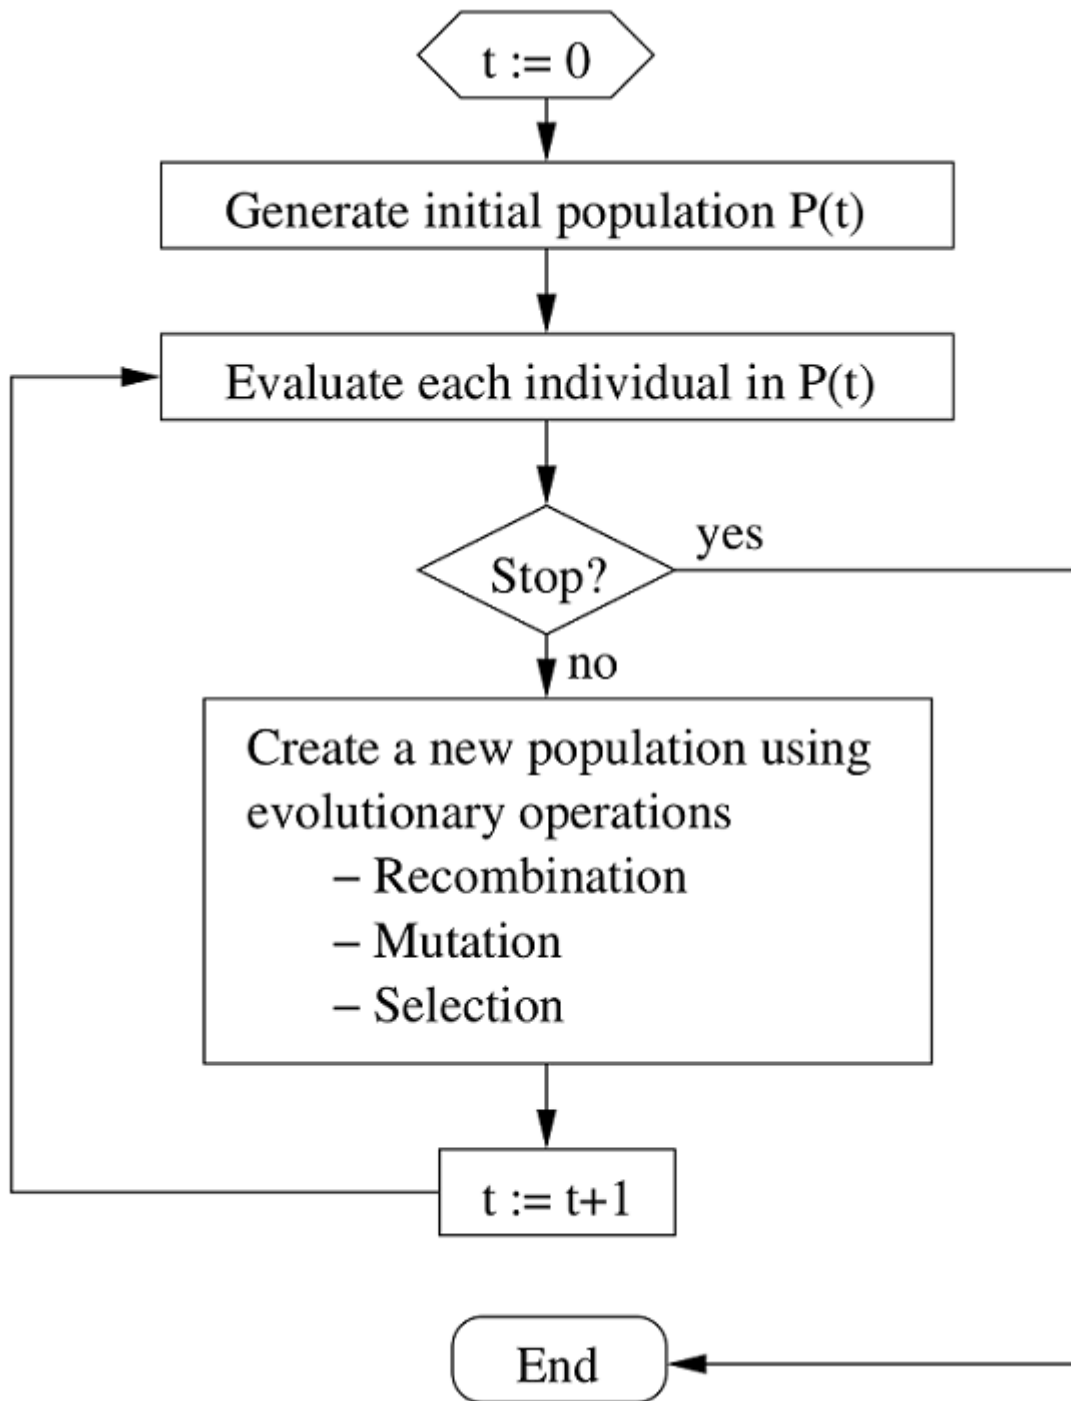 t := 0
Generate initial population P(t)
Evaluate each individual in P(t)
Stop?
yes
no
Create a new population using
evolutionary operations
– Recombination
– Mutation
– Selection
t := t+1
End